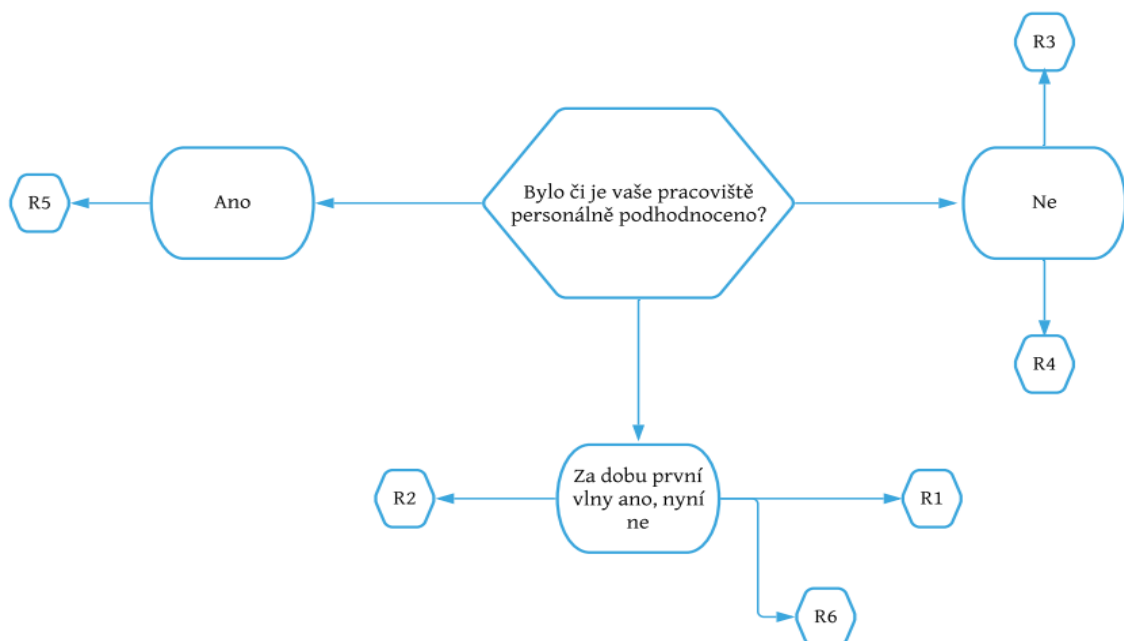 R3
Bylo či je vaše pracoviště
personálně podhodnoceno?
R5
Ano
Ne
R4
Za dobu první
vlny ano, nyní
ne
R2
R1
R6